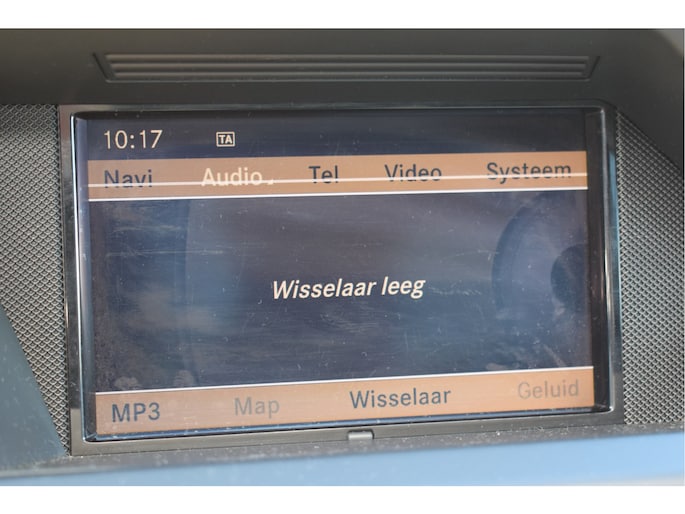 10:17 TA
Navi Audio Tel Video Systeem
Wisselaar leeg
MP3 Map Wisselaar Geluid